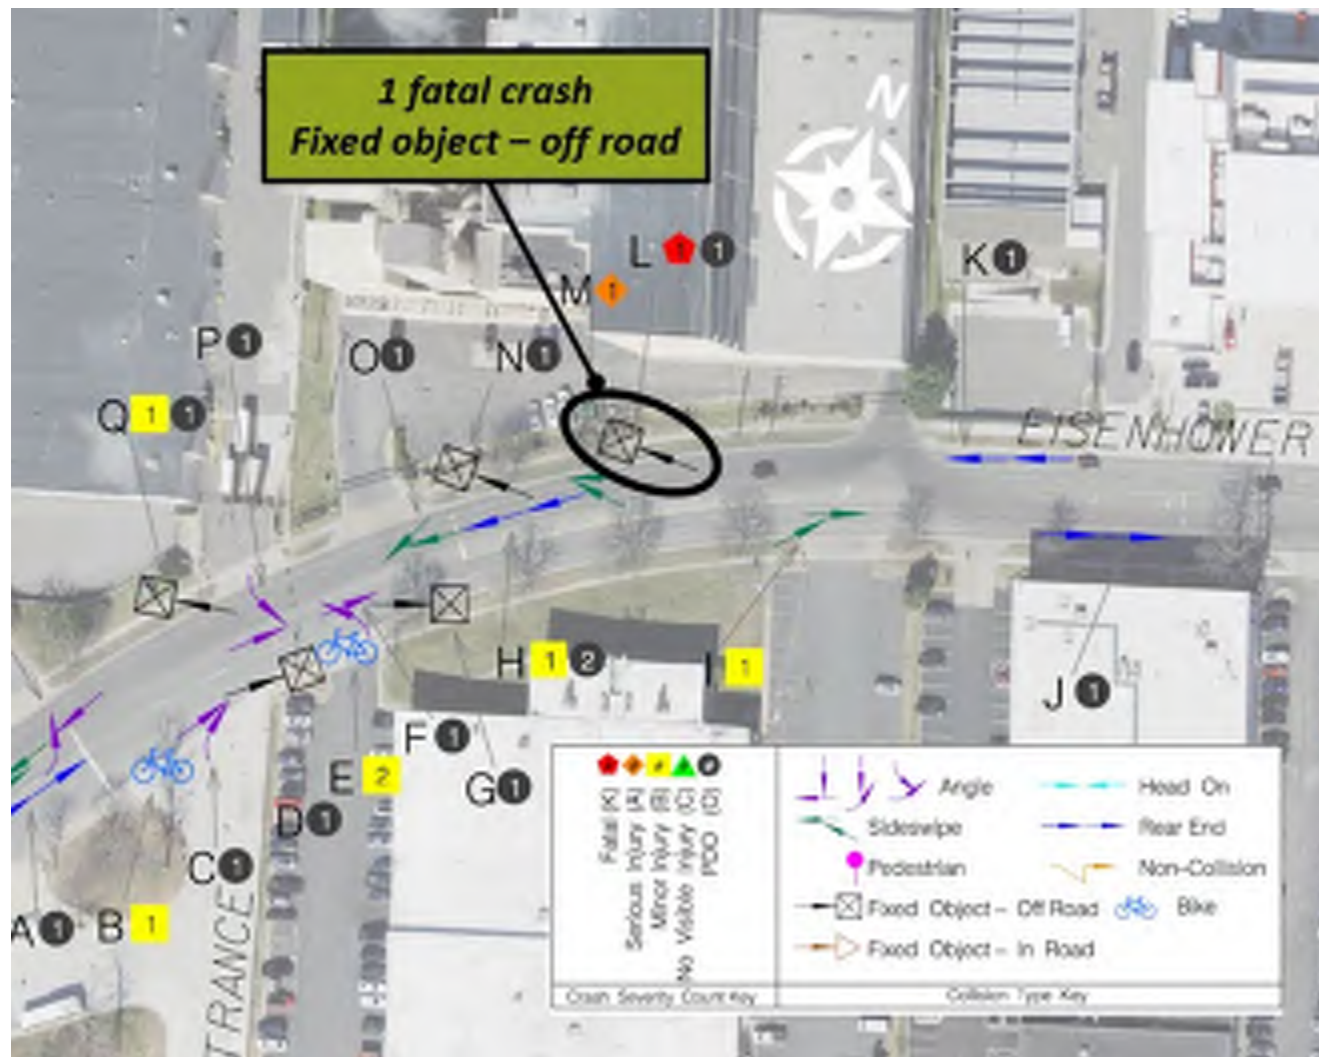 1 fatal crash
Fixed object – off road
N
L 1 1
M 1
K 1
P 1
O 1
N 1
Q 1 1
EISENHOWER
H 1 2
I 1
J 1
F 1
E 2
G 1
D 1
C 1
A 1
B 1
ENTRANCE
# # # #
Fatal (K)
Serious Injury (A)
Minor Injury (B)
No Visible Injury (C)
PDO (O)
Crash Severity Count Key
Angle
Head On
Sideswipe
Rear End
Pedestrian
Non-Collision
Fixed Object - Off Road
Bike
Fixed Object - In Road
Collision Type Key